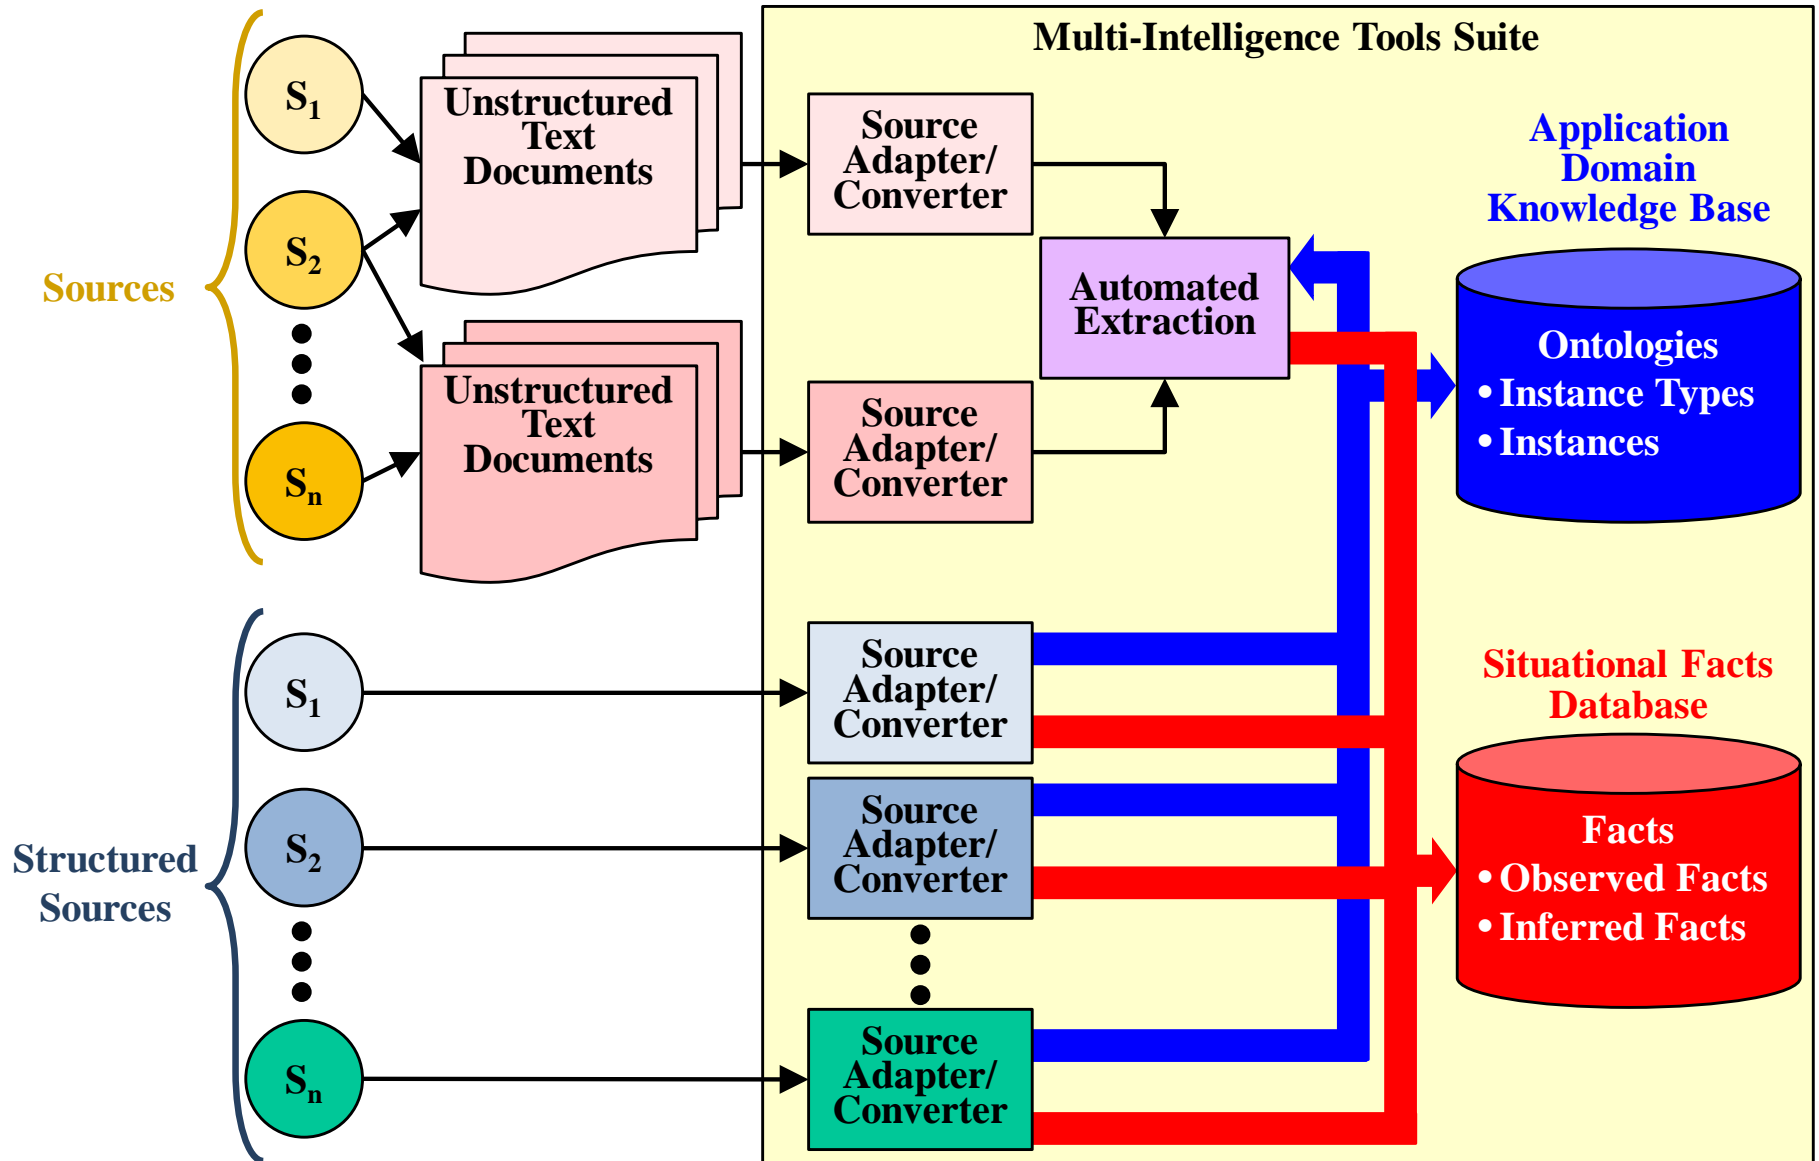 Multi-Intelligence Tools Suite
Sources
S1
S2
Sn
Unstructured
Text
Documents
Unstructured
Text
Documents
Source
Adapter/
Converter
Source
Adapter/
Converter
Automated
Extraction
Application
Domain
Knowledge Base
Ontologies
• Instance Types
• Instances
Structured
Sources
S1
S2
Sn
Source
Adapter/
Converter
Source
Adapter/
Converter
Source
Adapter/
Converter
Situational Facts
Database
Facts
• Observed Facts
• Inferred Facts